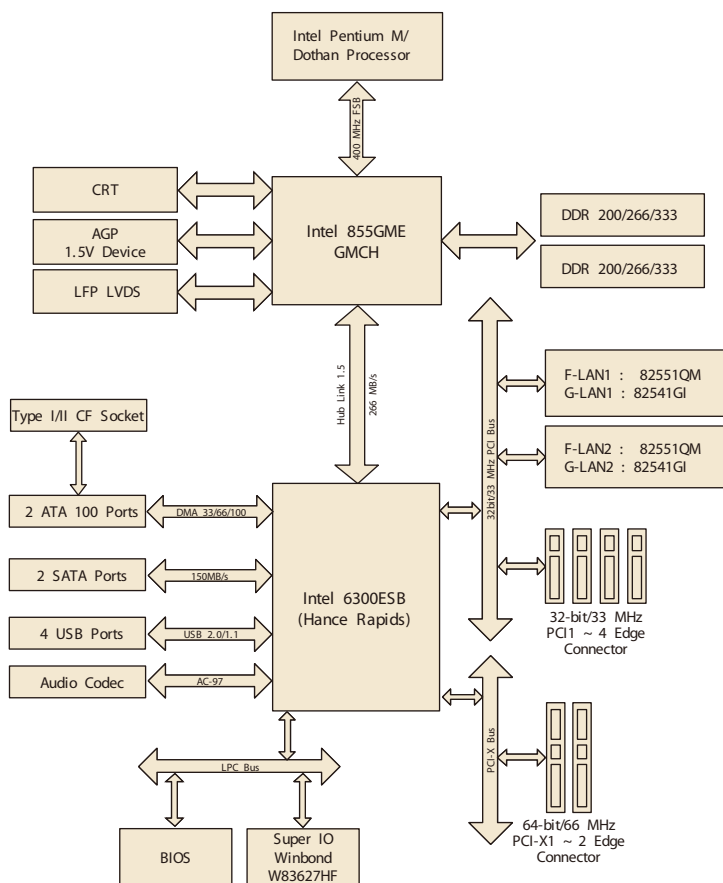 Intel Pentium M/
Dothan Processor
400 MHz FSB
CRT
AGP
1.5V Device
LFP LVDS
Intel 855GME
GMCH
DDR 200/266/333
DDR 200/266/333
Hub Link 1.5
266 MB/s
32bit/33 MHz PCI Bus
F-LAN1 : 82551QM
G-LAN1 : 82541GI
F-LAN2 : 82551QM
G-LAN2 : 82541GI
Type I/II CF Socket
2 ATA 100 Ports
DMA 33/66/100
2 SATA Ports
150MB/s
4 USB Ports
USB 2.0/1.1
Audio Codec
AC-97
Intel 6300ESB
(Hance Rapids)
32-bit/33 MHz
PCI1 ~ 4 Edge
Connector
PCI-X Bus
64-bit/66 MHz
PCI-X1 ~ 2 Edge
Connector
LPC Bus
BIOS
Super IO
Winbond
W83627HF